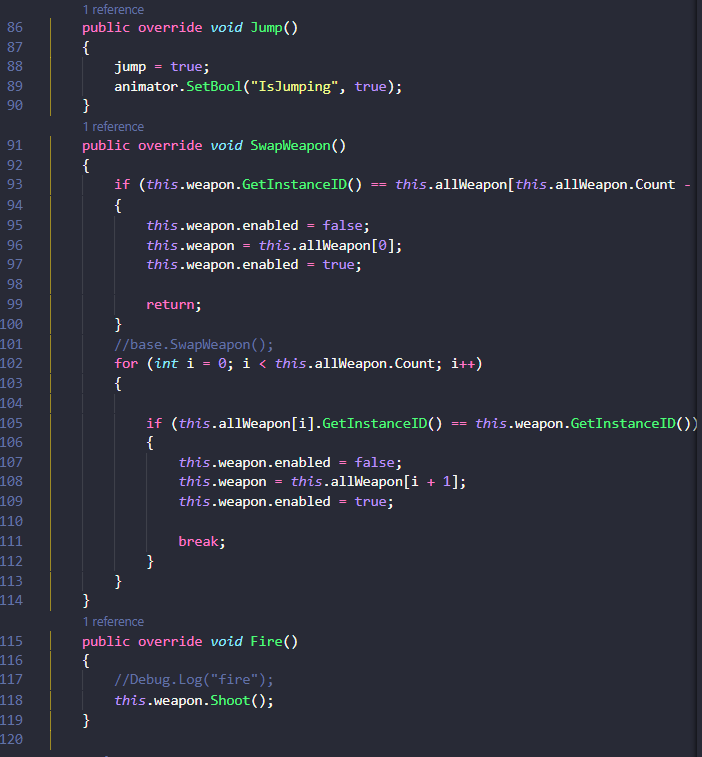 1 reference
86 public override void Jump()
87 {
88 jump = true;
89 animator.SetBool("IsJumping", true);
90 }
1 reference
91 public override void SwapWeapon()
92 {
93 if (this.weapon.GetInstanceID() == this.allWeapon[this.allWeapon.Count -
94 {
95 this.weapon.enabled = false;
96 this.weapon = this.allWeapon[0];
97 this.weapon.enabled = true;
98
99 return;
100 }
101 //base.SwapWeapon();
102 for (int i = 0; i < this.allWeapon.Count; i++)
103 {
104
105 if (this.allWeapon[i].GetInstanceID() == this.weapon.GetInstanceID())
106 {
107 this.weapon.enabled = false;
108 this.weapon = this.allWeapon[i + 1];
109 this.weapon.enabled = true;
110
111 break;
112 }
113 }
114 }
1 reference
115 public override void Fire()
116 {
117 //Debug.Log("fire");
118 this.weapon.Shoot();
119 }
120